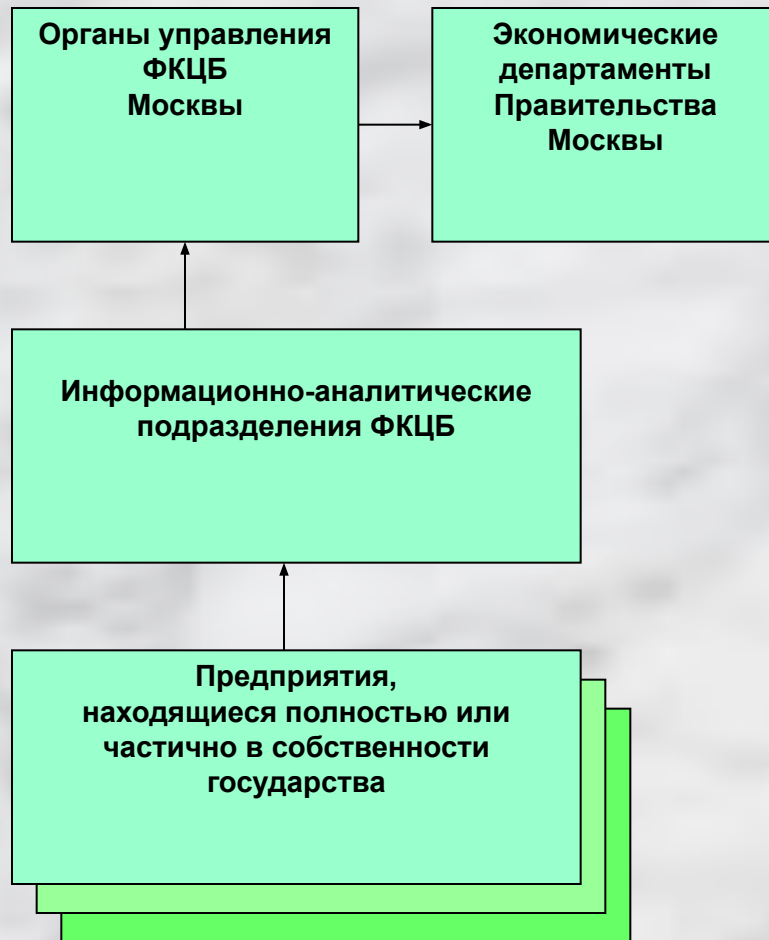 Органы управления
ФКЦБ
Москвы
Экономические
департаменты
Правительства
Москвы
Информационно-аналитические
подразделения ФКЦБ
Предприятия,
находящиеся полностью или
частично в собственности
государства